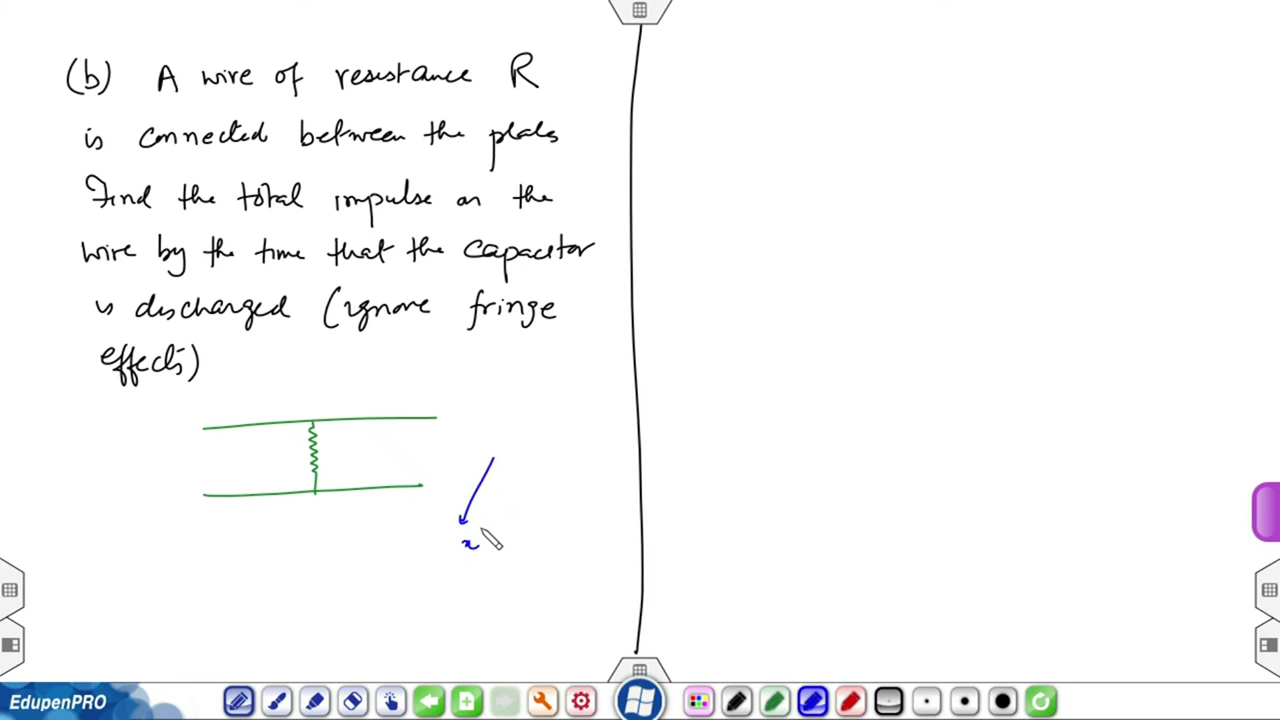 (b) A wire of resistance R
is connected between the plates
Find the total impulse on the
wire by the time that the capacitor
is discharged (ignore fringe
effects)
x
EdupenPRO